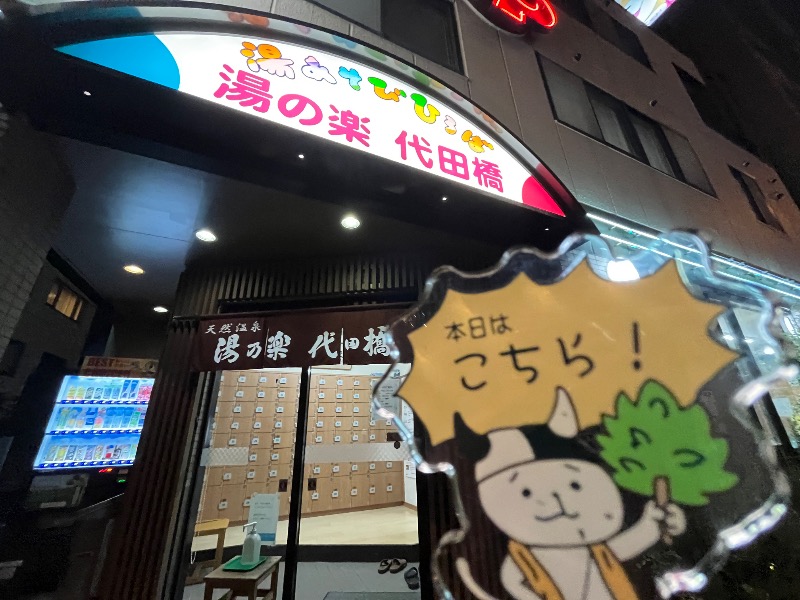 湯あそびひろば
湯の楽 代田橋
天然温泉
湯乃楽 代田橋
本日は
こちら!
BEST